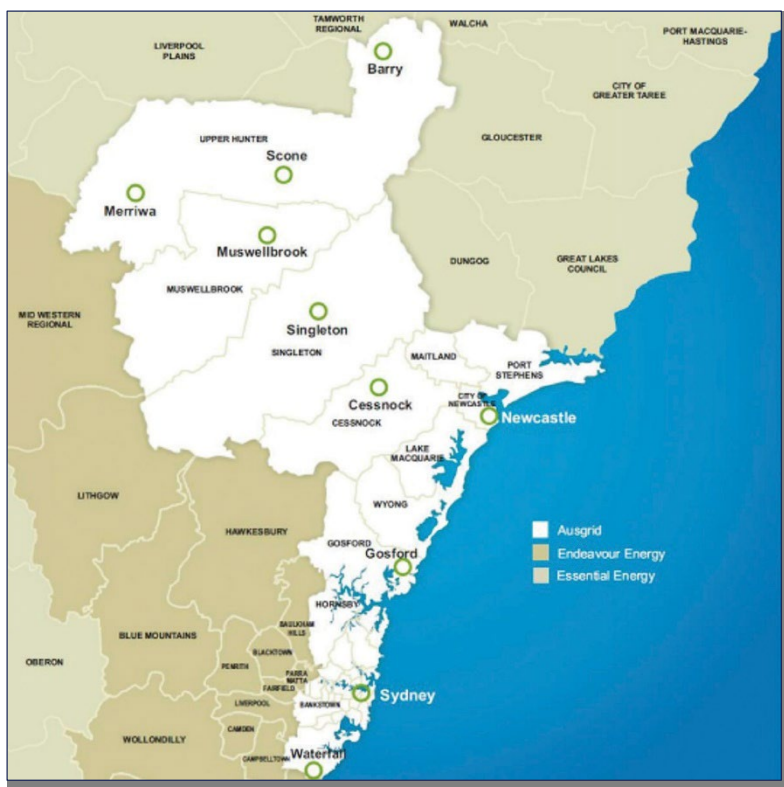 TAMWORTH
REGIONAL
WALCHA
PORT MACQUARIE-
HASTINGS
LIVERPOOL
PLAINS
Barry
CITY OF
GREATER TAREE
UPPER HUNTER
GLOUCESTER
Scone
Merriwa
Muswellbrook
DUNGOG
GREAT LAKES
COUNCIL
MUSWELLBROOK
MID WESTERN
REGIONAL
Singleton
SINGLETON
MAITLAND
PORT
STEPHENS
Cessnock
CITY OF
NEWCASTLE
Newcastle
CESSNOCK
LAKE
MACQUARIE
LITHGOW
WYONG
HAWKESBURY
Ausgrid
GOSFORD
Gosford
Endeavour Energy
Essential Energy
HORNSBY
BAULKHAM
HILLS
BLUE MOUNTAINS
BLACKTOWN
OBERON
PENRITH
PARRA
MATTA
FAIRFIELD
Sydney
LIVERPOOL
BANKSTOWN
CAMDEN
WOLLONDILLY
Waterfall
CAMPBELLTOWN